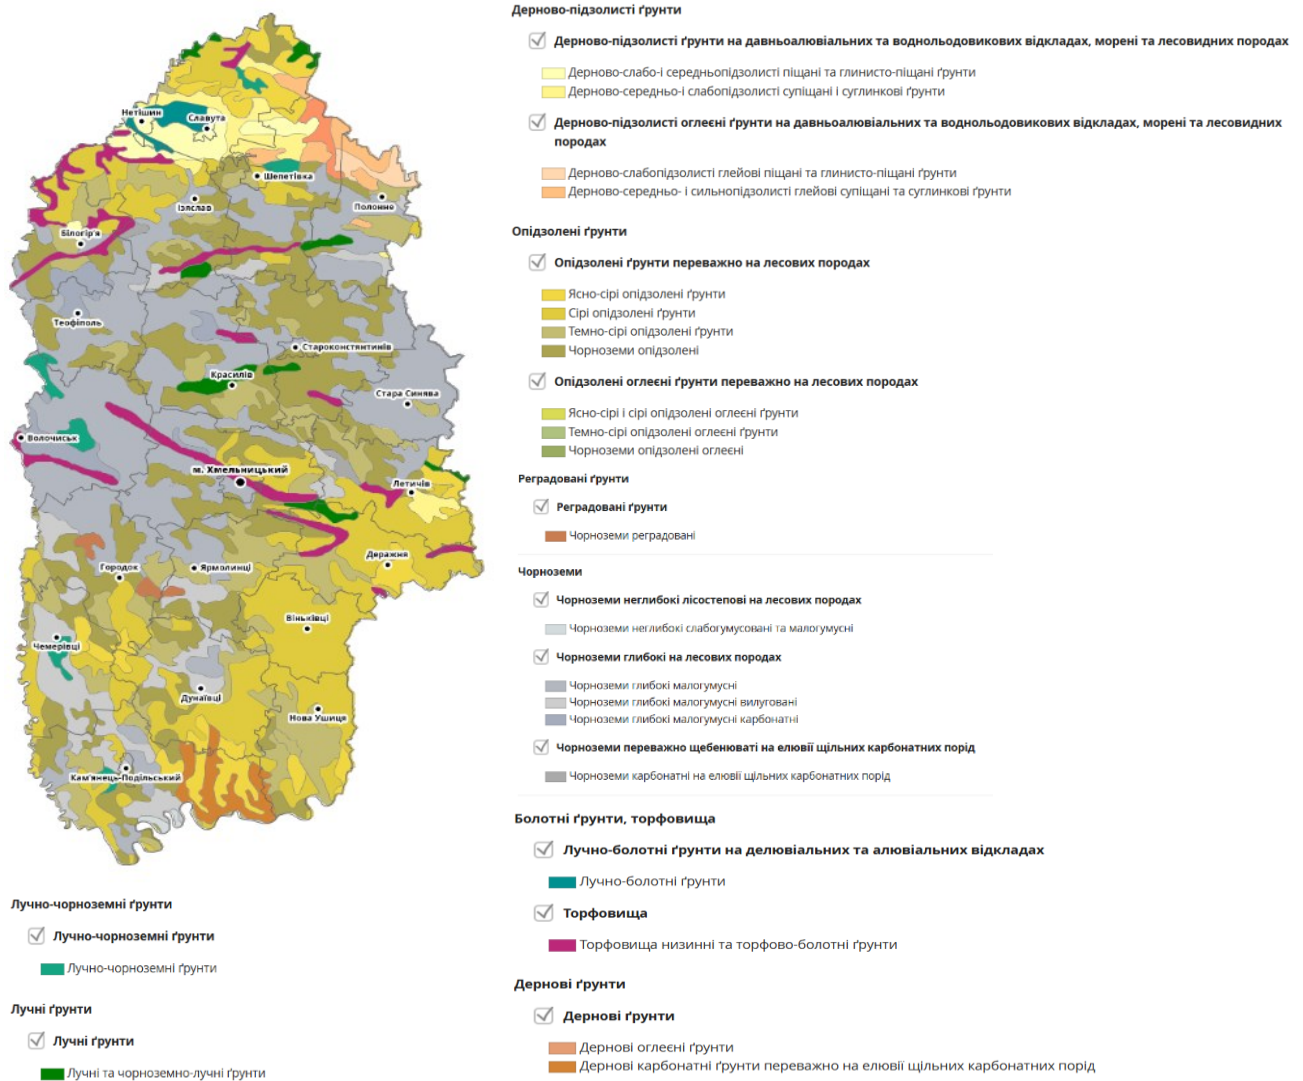 Нетішин
Славута
Шепетівка
Полонне
Ізяслав
Білогір'я
Теофіполь
Старокостянтинів
Красилів
Стара Синява
Волочиськ
м. Хмельницький
Летичів
Деражня
Городок
Ярмолинці
Віньківці
Чемерівці
Дунаївці
Нова Ушиця
Кам'янець-Подільський
Лучно-чорноземні ґрунти
Лучно-чорноземні ґрунти
Лучно-чорноземні ґрунти
Лучні ґрунти
Лучні ґрунти
Лучні та чорноземно-лучні ґрунти
Дерново-підзолисті ґрунти
Дерново-підзолисті ґрунти на давньоалювіальних та воднольодовикових відкладах, морені та лесовидних породах
Дерново-слабо-і середньопідзолисті піщані та глинисто-піщані ґрунти
Дерново-середньо-і слабопідзолисті супіщані і суглинкові ґрунти
Дерново-підзолисті оглеєні ґрунти на давньоалювіальних та воднольодовикових відкладах, морені та лесовидних
породах
Дерново-слабопідзолисті глейові піщані та глинисто-піщані ґрунти
Дерново-середньо- і сильнопідзолисті глейові супіщані та суглинкові ґрунти
Опідзолені ґрунти
Опідзолені ґрунти переважно на лесових породах
Ясно-сірі опідзолені ґрунти
Сірі опідзолені ґрунти
Темно-сірі опідзолені ґрунти
Чорноземи опідзолені
Опідзолені оглеєні ґрунти переважно на лесових породах
Ясно-сірі і сірі опідзолені оглеєні ґрунти
Темно-сірі опідзолені оглеєні ґрунти
Чорноземи опідзолені оглеєні
Реградовані ґрунти
Реградовані ґрунти
Чорноземи реградовані
Чорноземи
Чорноземи неглибокі лісостепові на лесових породах
Чорноземи неглибокі слабогумусовані та малогумусні
Чорноземи глибокі на лесових породах
Чорноземи глибокі малогумусні
Чорноземи глибокі малогумусні вилуговані
Чорноземи глибокі малогумусні карбонатні
Чорноземи переважно щебенюваті на елювії щільних карбонатних порід
Чорноземи карбонатні на елювії щільних карбонатних порід
Болотні ґрунти, торфовища
Лучно-болотні ґрунти на делювіальних та алювіальних відкладах
Лучно-болотні ґрунти
Торфовища
Торфовища низинні та торфово-болотні ґрунти
Дернові ґрунти
Дернові ґрунти
Дернові оглеєні ґрунти
Дернові карбонатні ґрунти переважно на елювії щільних карбонатних порід